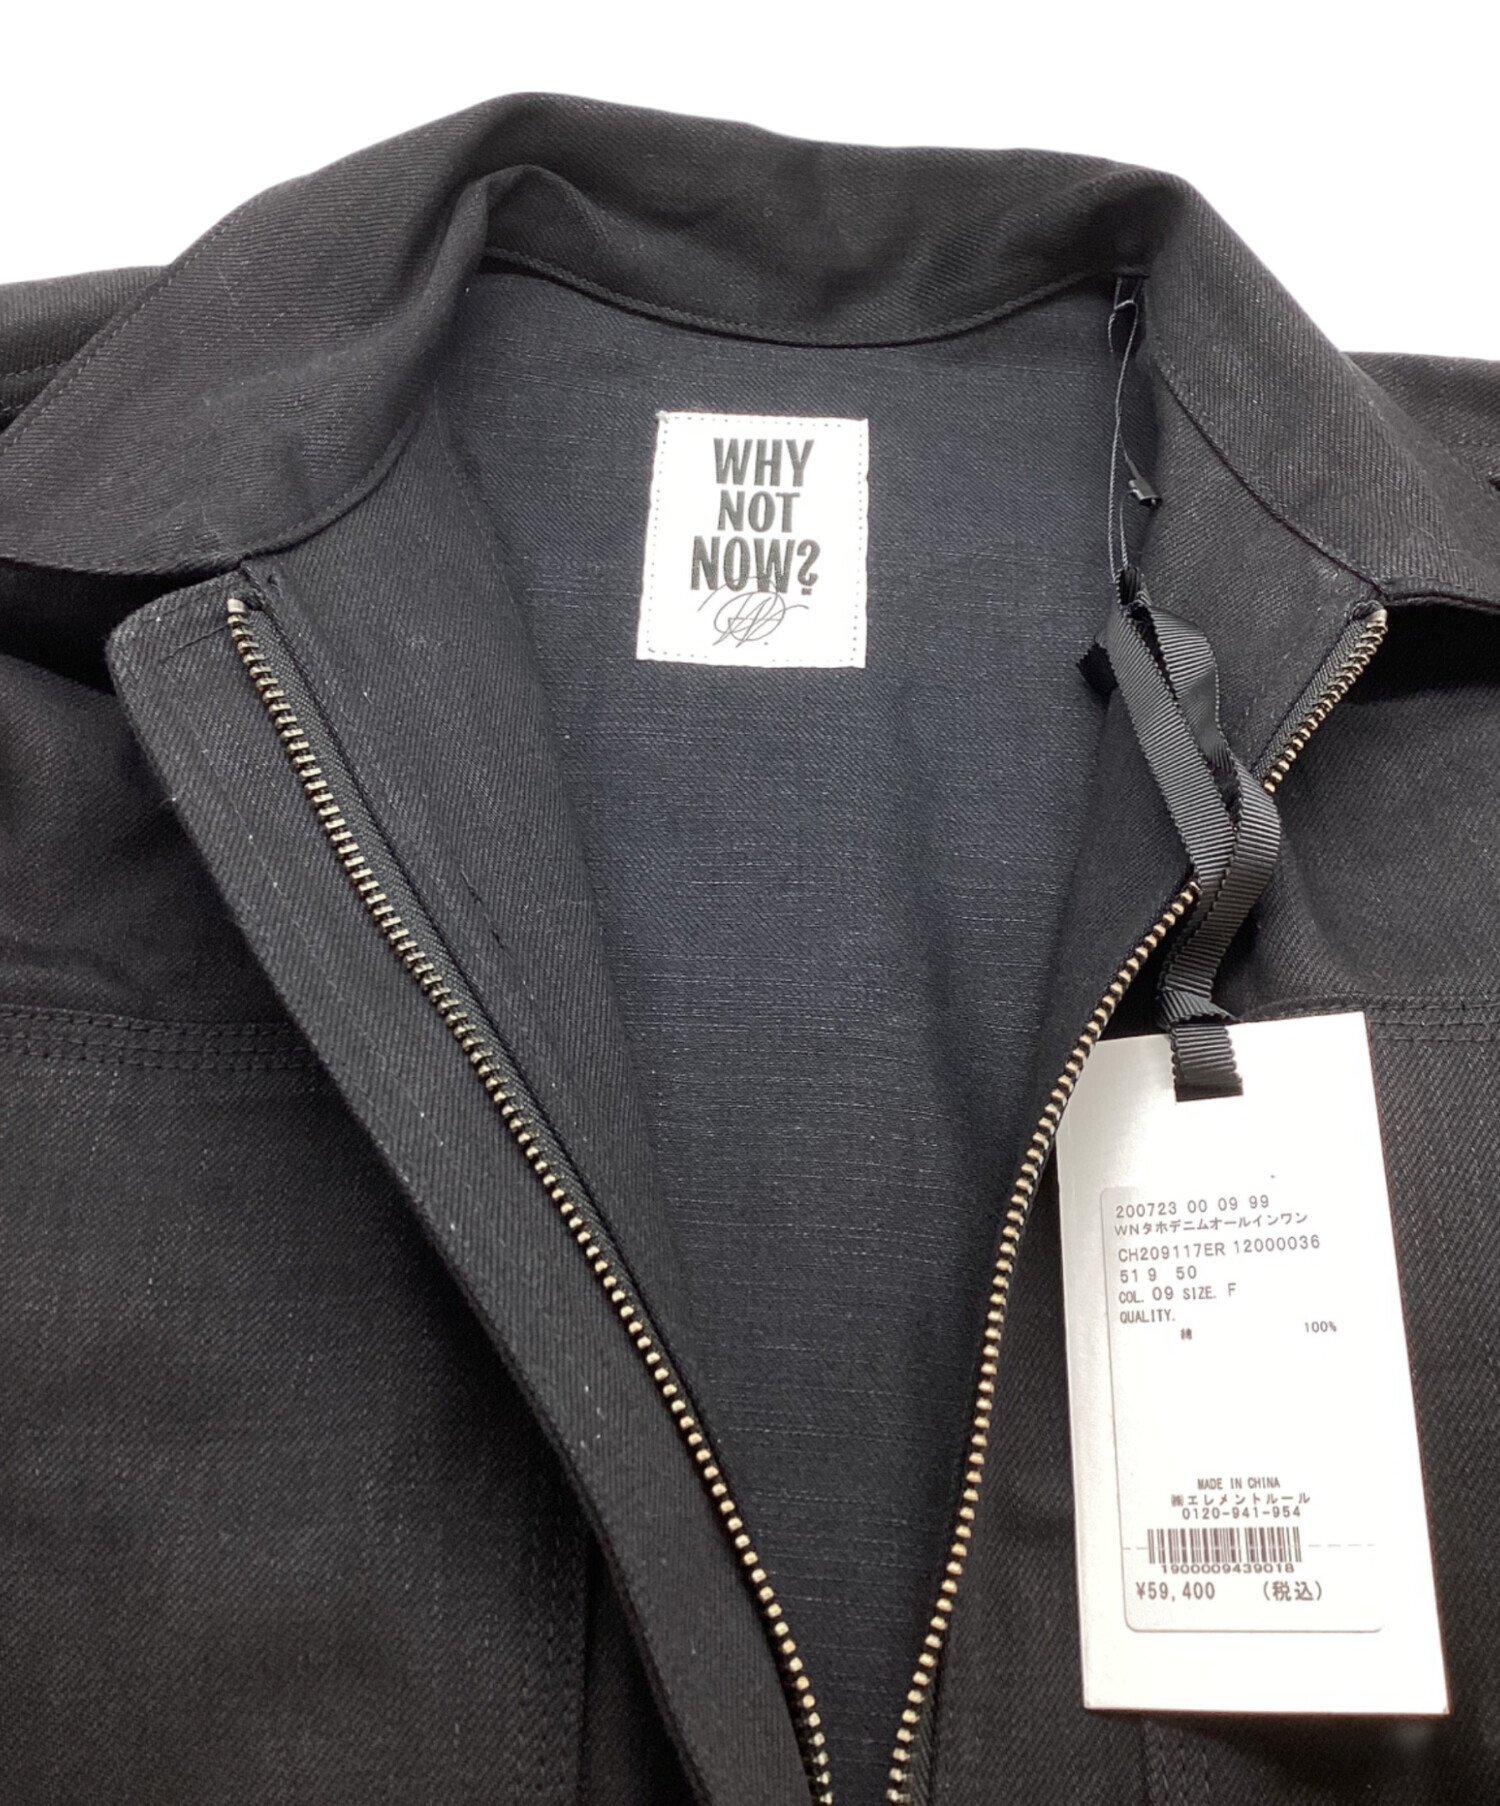 WHY
NOT
NOW?
200723 00 09 99
WNタホデニムオールインワン
CH209117ER 12000036
51 9 50
COL. 09 SIZE. F
QUALITY.
綿 100%
MADE IN CHINA
㈱エレメントルール
0120-941-954
1900009439018
¥59,400 (税込)